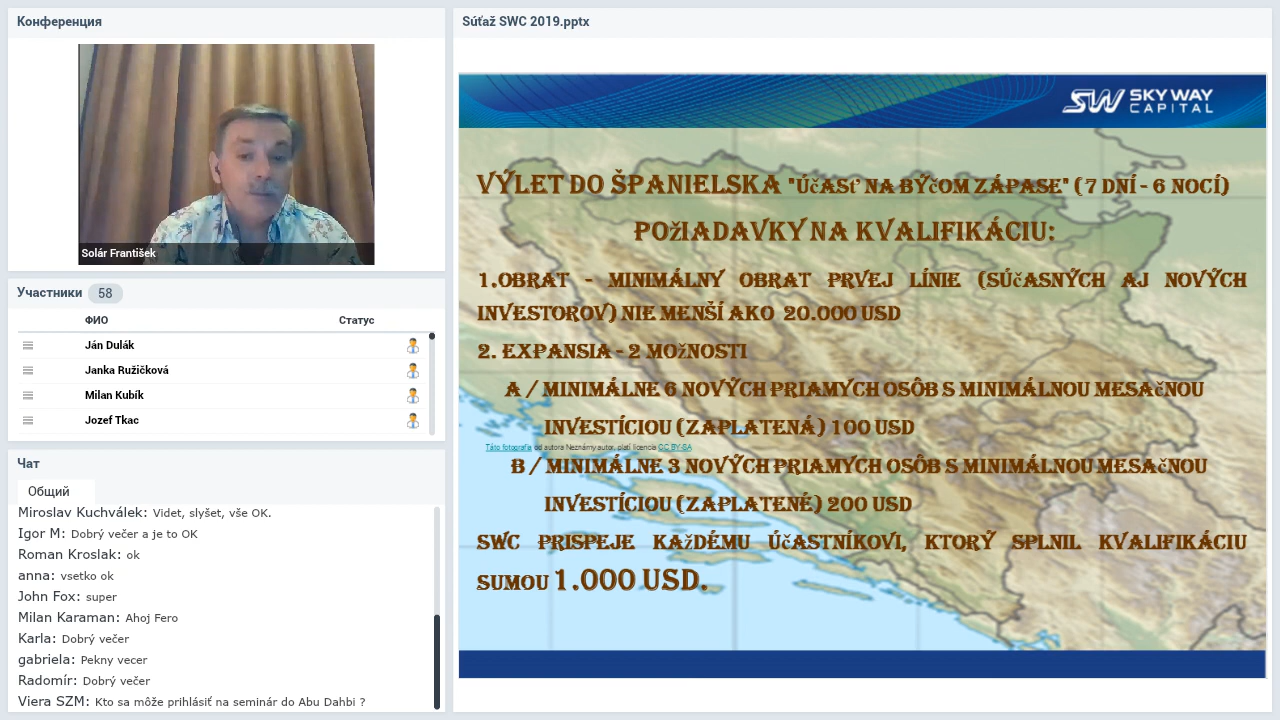 Конференция
Solár František
Участники 58
ФИО Статус
Ján Dulák
Janka Ružičková
Milan Kubík
Jozef Tkac
Чат
Общий
Miroslav Kuchválek: Videt, slyšet, vše OK.
Igor M: Dobrý večer a je to OK
Roman Kroslak: ok
anna: vsetko ok
John Fox: super
Milan Karaman: Ahoj Fero
Karla: Dobrý večer
gabriela: Pekny vecer
Radomír: Dobrý večer
Viera SZM: Kto sa môže prihlásiť na seminár do Abu Dahbi ?
Súťaž SWC 2019.pptx
SW SKY WAY
CAPITAL
VÝLET DO ŠPANIELSKA "ÚčASť NA BÝčOM ZÁPASE" (7 DNÍ - 6 NOCÍ)
POžIADAVKY NA KVALIFIKÁCIU:
1.OBRAT - MINIMÁLNY OBRAT PRVEJ LÍNIE (SÚčASNÝCH AJ NOVÝCH
INVESTOROV) NIE MENŠÍ AKO 20.000 USD
2. EXPANSIA - 2 MOžNOSTI
A / MINIMÁLNE 6 NOVÝCH PRIAMYCH OSÔB S MINIMÁLNOU MESAčNOU
INVESTÍCIOU (ZAPLATENÁ) 100 USD
Táto fotografia od autora Neznámy autor, platí licencia CC BY-SA
B / MINIMÁLNE 3 NOVÝCH PRIAMYCH OSÔB S MINIMÁLNOU MESAčNOU
INVESTÍCIOU (ZAPLATENÉ) 200 USD
SWC PRISPEJE KAžDÉMU ÚčASTNÍKOVI, KTORÝ SPLNIL KVALIFIKÁCIU
SUMOU 1.000 USD.